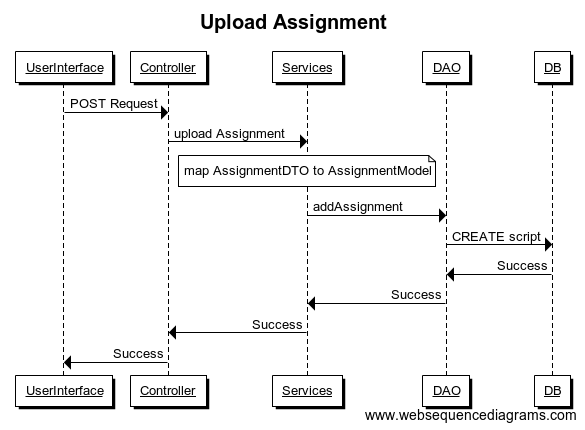 Upload Assignment
UserInterface Controller Services DAO DB
POST Request
upload Assignment
map AssignmentDTO to AssignmentModel
addAssignment
CREATE script
Success
Success
Success
Success
UserInterface Controller Services DAO DB
www.websequencediagrams.com